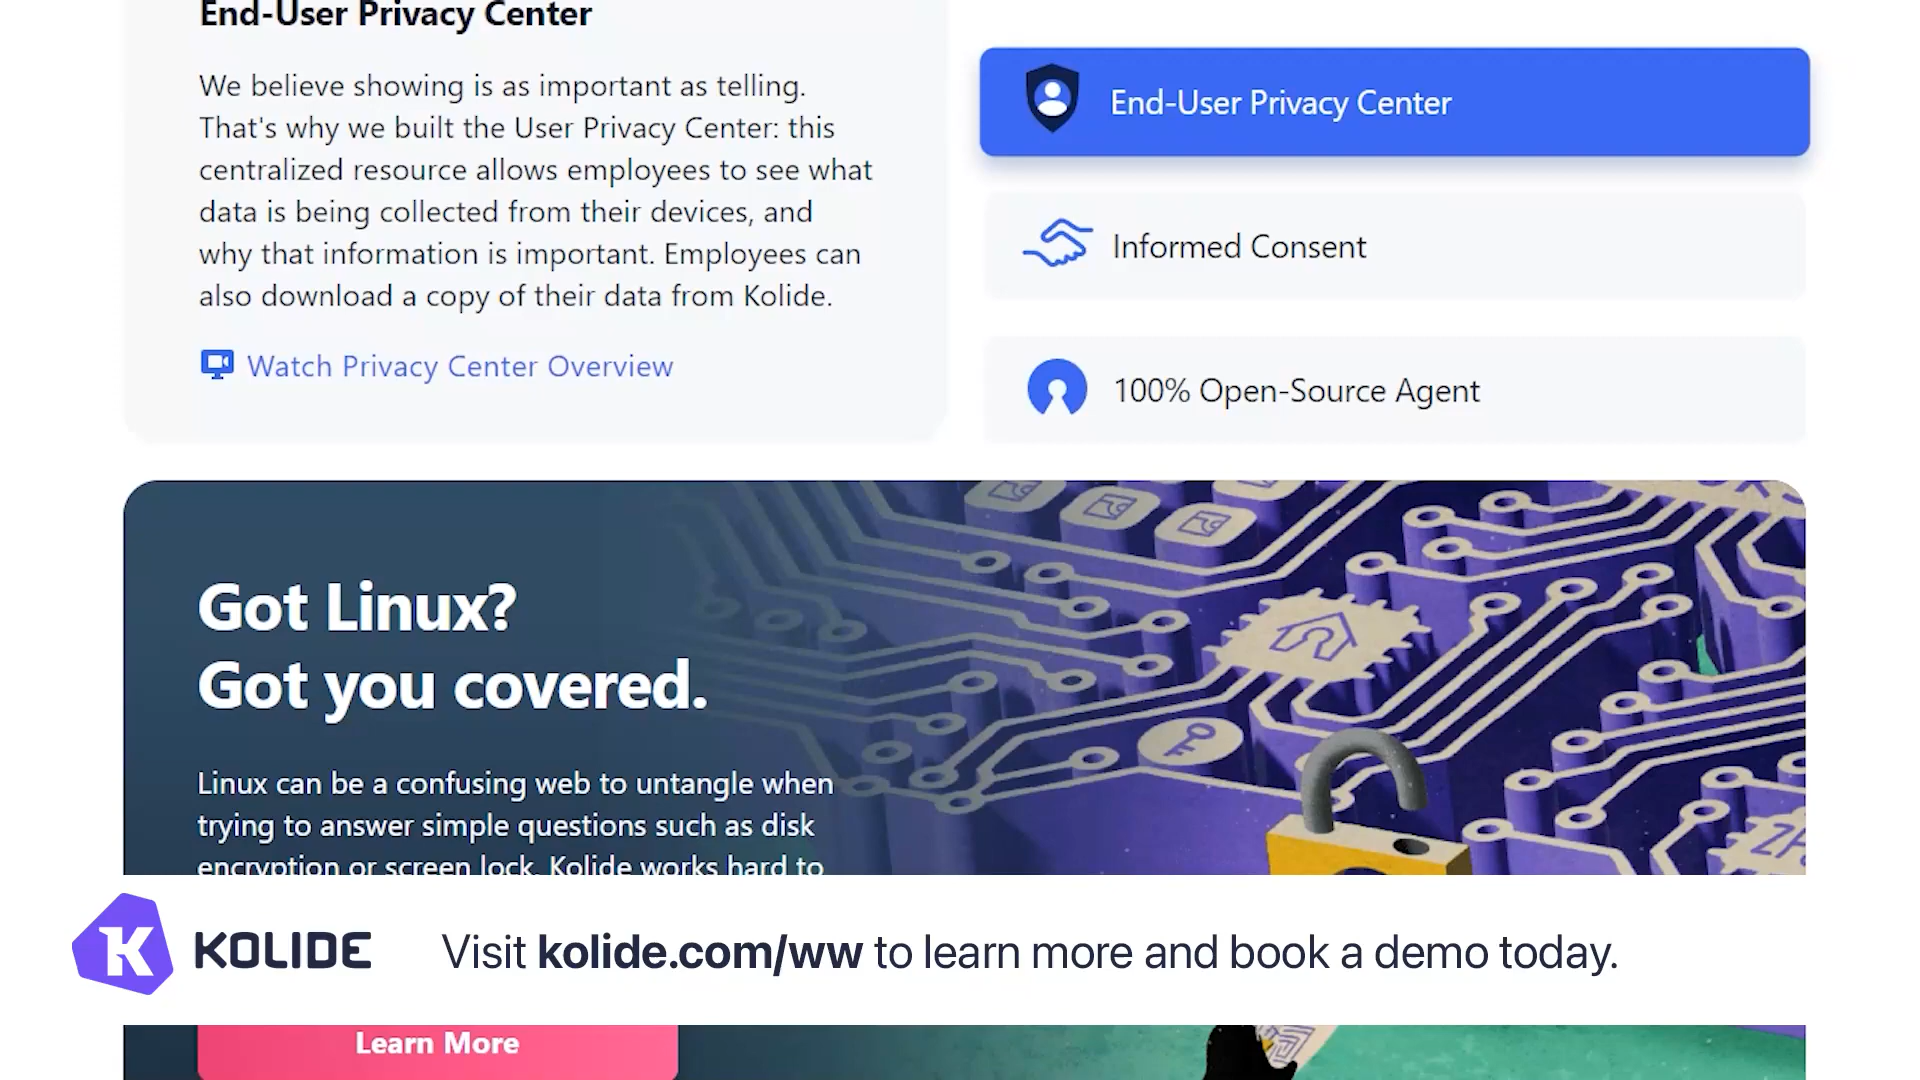 End-User Privacy Center
We believe showing is as important as telling.
That's why we built the User Privacy Center: this
centralized resource allows employees to see what
data is being collected from their devices, and
why that information is important. Employees can
also download a copy of their data from Kolide.
Watch Privacy Center Overview
End-User Privacy Center
Informed Consent
100% Open-Source Agent
Got Linux?
Got you covered.
Linux can be a confusing web to untangle when
trying to answer simple questions such as disk
encryption or screen lock. Kolide works hard to
KOLIDE
Visit kolide.com/ww to learn more and book a demo today.
Learn More